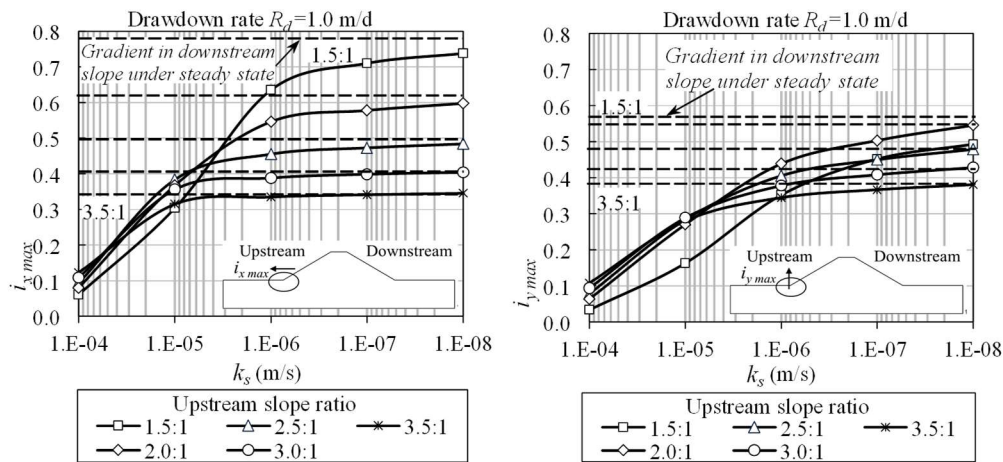 Drawdown rate R_d=1.0 m/d
0.8
0.7
0.6
0.5
0.4
0.3
0.2
0.1
0.0
i_x max
Gradient in downstream
slope under steady state
1.5:1
3.5:1
Upstream
Downstream
i_x max
1.E-04
1.E-05
1.E-06
1.E-07
1.E-08
k_s (m/s)
Upstream slope ratio
1.5:1
2.5:1
3.5:1
2.0:1
3.0:1
Drawdown rate R_d=1.0 m/d
0.8
0.7
0.6
0.5
0.4
0.3
0.2
0.1
0.0
i_y max
Gradient in downstream
slope under steady state
1.5:1
3.5:1
Upstream
Downstream
i_y max
1.E-04
1.E-05
1.E-06
1.E-07
1.E-08
k_s (m/s)
Upstream slope ratio
1.5:1
2.5:1
3.5:1
2.0:1
3.0:1